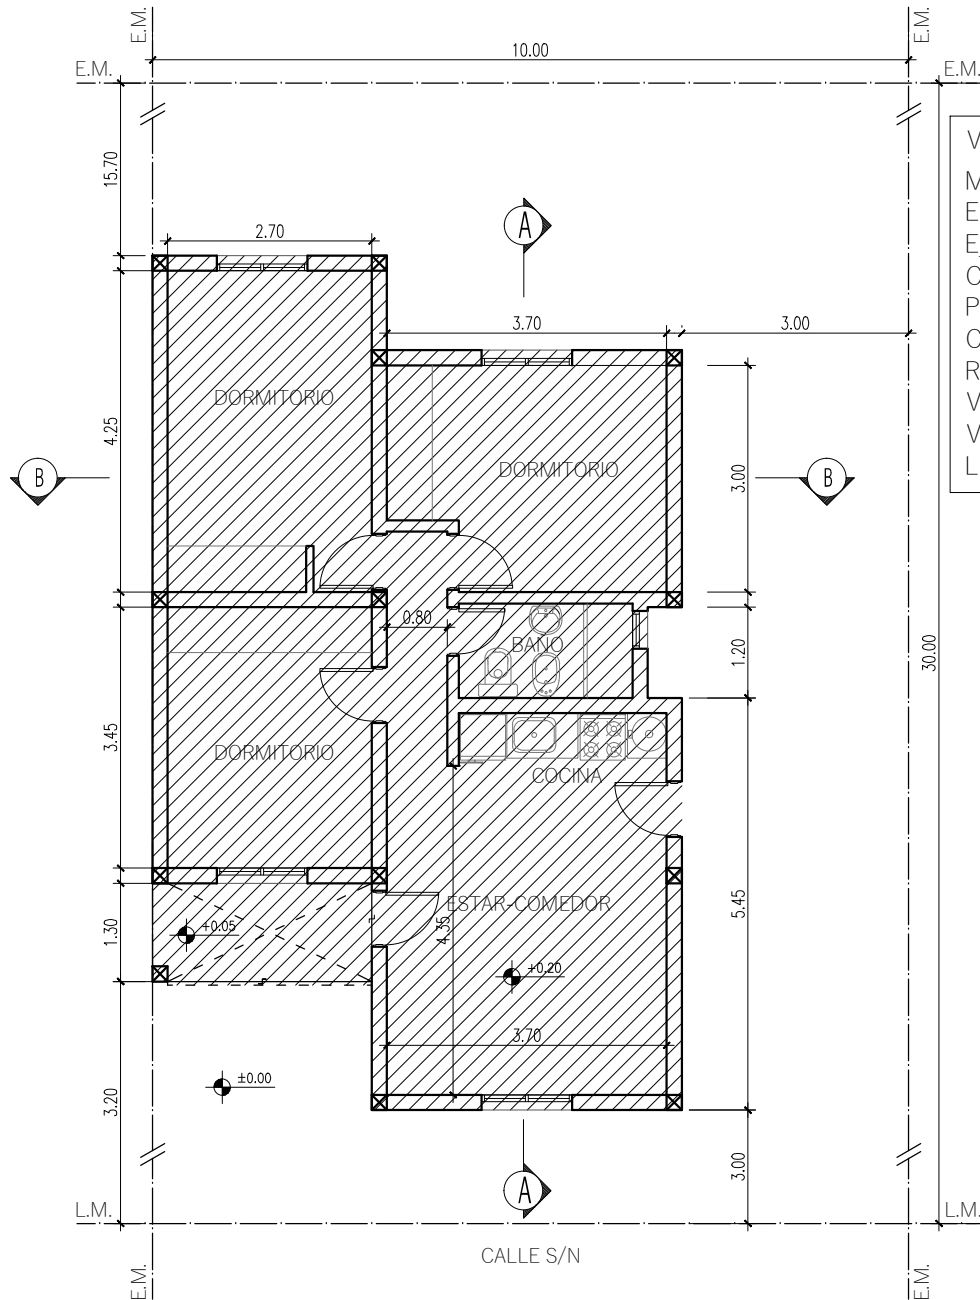 E.M.
E.M.
10.00
E.M.
E.M.
15.70
V
M
E
E
C
P
C
R
V
V
L
A
2.70
3.70
3.00
DORMITORIO
4.25
DORMITORIO
B
B
3.00
0.80
BAÑO
1.20
30.00
3.45
DORMITORIO
COCINA
ESTAR-COMEDOR
5.45
4.35
1.30
+0.05
+0.20
3.70
±0.00
3.20
3.00
A
L.M.
L.M.
CALLE S/N
E.M.
E.M.